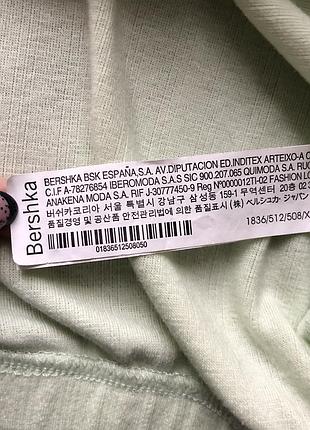 Bershka
BERSHKA BSK ESPAÑA,S.A. AV.DIPUTACION ED.INDITEX ARTEIXO-A
C.I.F A-78276854 IBEROMODA S.A.S SIC 900.207.065 QUIMODA S.A. RUC
ANAKENA MODA S.A. RIF J-30777450-9 Reg Nº0000012TI-02 FASHION
버쉬카코리아 서울 특별시 강남구 삼성동 159-1 무역센터 20층
품질경영 및 공산품 안전관리법에 의한 품질표시 (株) ベルシュカ・ジャパン
1836/512/508/X
01836512508050